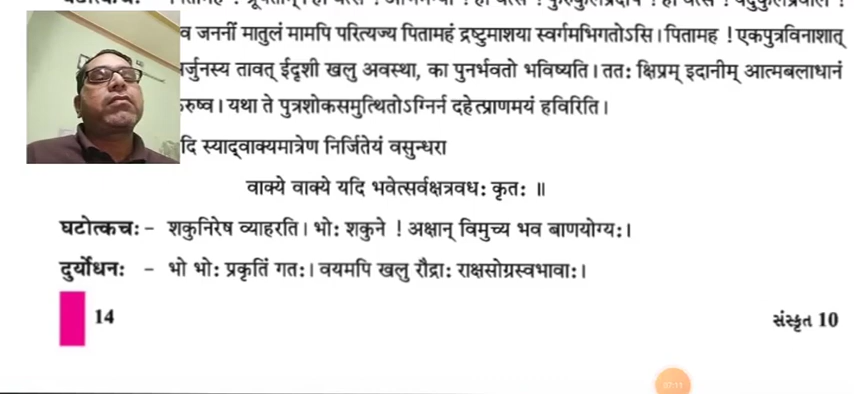 व जननीं मातुलं मामपि परित्यज्य पितामहं द्रष्टुमाशया स्वर्गमभिगतोऽसि। पितामह ! एकपुत्रविनाशात्
र्जुनस्य तावत् ईदृशी खलु अवस्था, का पुनर्भवतो भविष्यति। ततः क्षिप्रम् इदानीम् आत्मबलाधानं
रुष्व। यथा ते पुत्रशोकसमुत्थितोऽग्निर्न दहेत्प्राणमयं हविरिति।
दि स्याद्वाक्यमात्रेण निर्जितेयं वसुन्धरा
वाक्ये वाक्ये यदि भवेत्सर्वक्षत्रवधः कृतः ॥
घटोत्कचः - शकुनिरेष व्याहरति। भोः शकुने ! अक्षान् विमुच्य भव बाणयोग्यः।
दुर्योधनः - भो भोः प्रकृतिं गतः। वयमपि खलु रौद्राः राक्षसोग्रस्वभावाः।
14
સંસ્કૃત 10
07:11